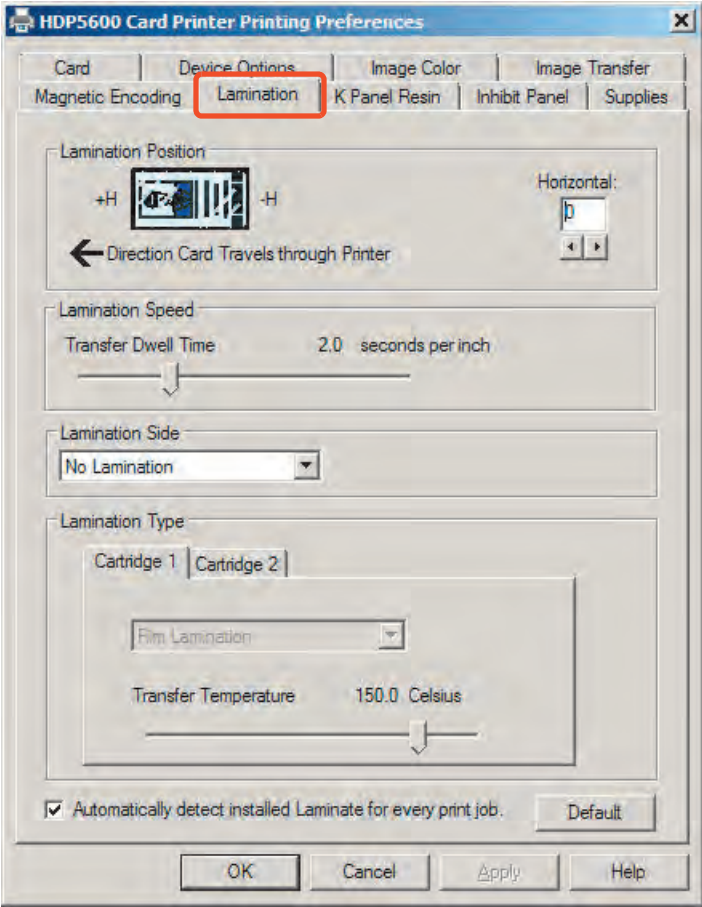 HDP5600 Card Printer Printing Preferences
Card Device Options Image Color Image Transfer
Magnetic Encoding Lamination K Panel Resin Inhibit Panel Supplies
Lamination Position
+H -H Horizontal:
0
Direction Card Travels through Printer
Lamination Speed
Transfer Dwell Time 2.0 seconds per inch
Lamination Side
No Lamination
Lamination Type
Cartridge 1 Cartridge 2
Film Lamination
Transfer Temperature 150.0 Celsius
Automatically detect installed Laminate for every print job. Default
OK Cancel Apply Help